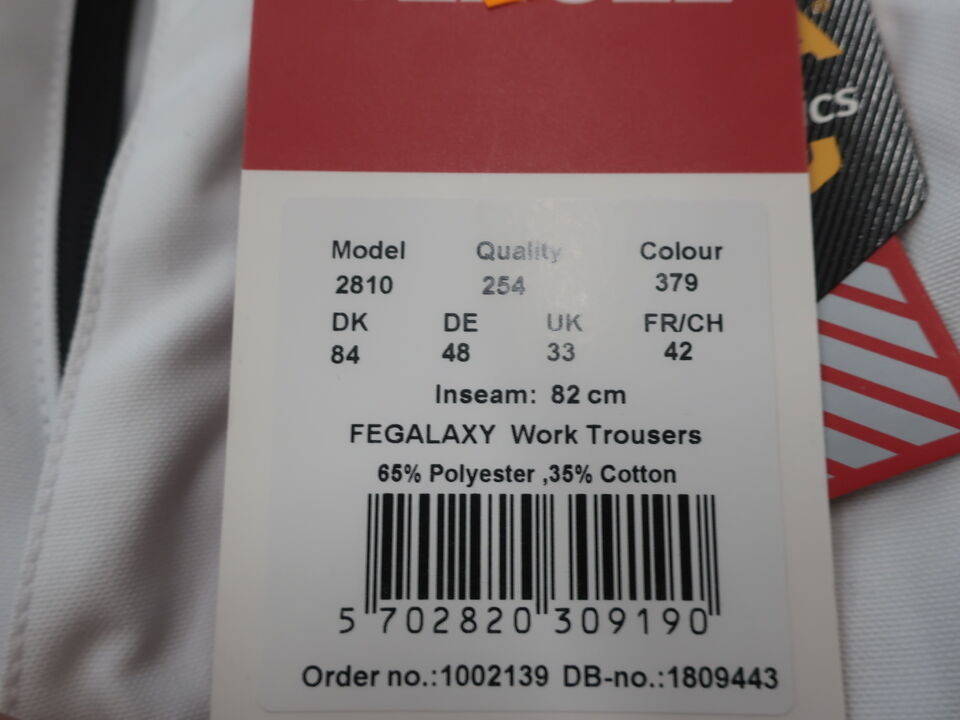 Model Quality Colour
2810 254 379
DK DE UK FR/CH
84 48 33 42
Inseam: 82 cm
FEGALAXY Work Trousers
65% Polyester ,35% Cotton
5 702820 309190
Order no.:1002139 DB-no.:1809443